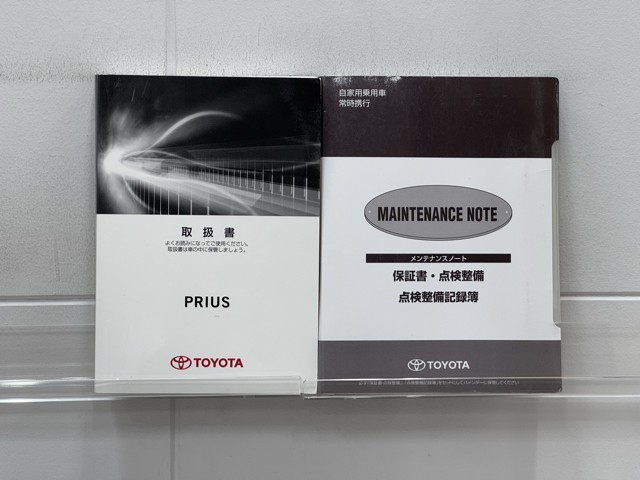 取扱書
よくお読みになってご使用ください。
取扱書は車の中に保管しましょう。
PRIUS
TOYOTA
自家用乗用車
常時携行
MAINTENANCE NOTE
メンテナンスノート
保証書・点検整備
点検整備記録簿
TOYOTA